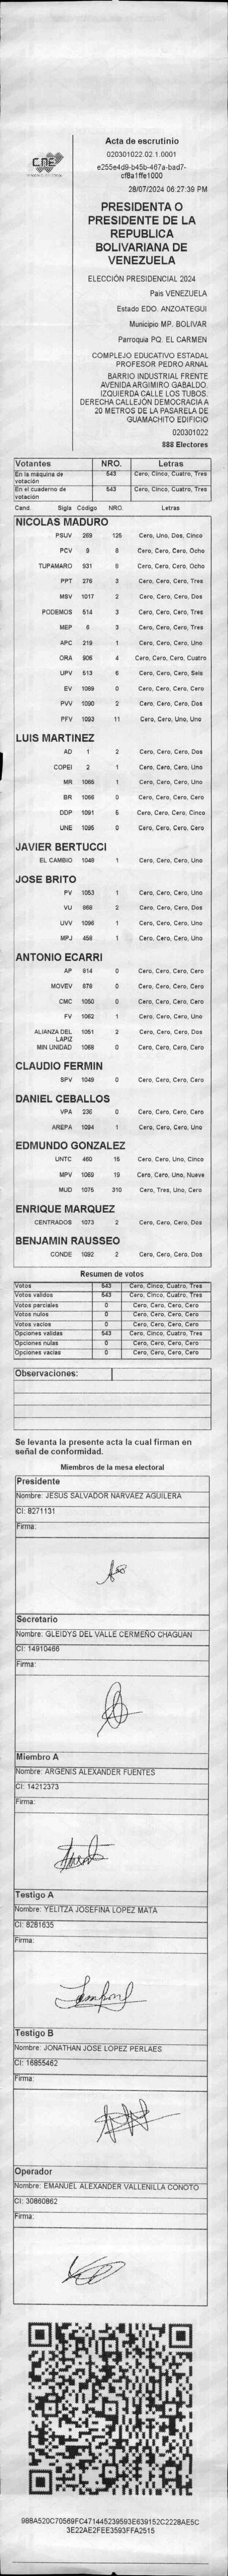 CNE
Acta de escrutinio
020301022.02.1.0001
e255e4d9-b45b-467a-bad7-
cf8a1ffe1000
28/07/2024 06:27:39 PM
PRESIDENTA O
PRESIDENTE DE LA
REPUBLICA
BOLIVARIANA DE
VENEZUELA
ELECCIÓN PRESIDENCIAL 2024
Pais VENEZUELA
Estado EDO. ANZOATEGUI
Municipio MP. BOLIVAR
Parroquia PQ. EL CARMEN
COMPLEJO EDUCATIVO ESTADAL
PROFESOR PEDRO ARNAL
BARRIO INDUSTRIAL FRENTE
AVENIDA ARGIMIRO GABALDO.
IZQUIERDA CALLE LOS TUBOS.
DERECHA CALLEJÓN DEMOCRACIA A
20 METROS DE LA PASARELA DE
GUAMACHITO EDIFICIO
020301022
888 Electores
Votantes NRO. Letras
En la máquina de votación 543 Cero, Cinco, Cuatro, Tres
En el cuaderno de votación 543 Cero, Cinco, Cuatro, Tres
Cand. Sigla Código NRO. Letras
NICOLAS MADURO
PSUV 269 125 Cero, Uno, Dos, Cinco
PCV 9 8 Cero, Cero, Cero, Ocho
TUPAMARO 931 8 Cero, Cero, Cero, Ocho
PPT 276 3 Cero, Cero, Cero, Tres
MSV 1017 2 Cero, Cero, Cero, Dos
PODEMOS 514 3 Cero, Cero, Cero, Tres
MEP 6 3 Cero, Cero, Cero, Tres
APC 219 1 Cero, Cero, Cero, Uno
ORA 906 4 Cero, Cero, Cero, Cuatro
UPV 513 6 Cero, Cero, Cero, Seis
EV 1089 0 Cero, Cero, Cero, Cero
PVV 1090 2 Cero, Cero, Cero, Dos
PFV 1093 11 Cero, Cero, Uno, Uno
LUIS MARTINEZ
AD 1 2 Cero, Cero, Cero, Dos
COPEI 2 1 Cero, Cero, Cero, Uno
MR 1065 1 Cero, Cero, Cero, Uno
BR 1066 0 Cero, Cero, Cero, Cero
DDP 1091 5 Cero, Cero, Cero, Cinco
UNE 1095 0 Cero, Cero, Cero, Cero
JAVIER BERTUCCI
EL CAMBIO 1048 1 Cero, Cero, Cero, Uno
JOSE BRITO
PV 1053 1 Cero, Cero, Cero, Uno
VU 968 2 Cero, Cero, Cero, Dos
UVV 1096 1 Cero, Cero, Cero, Uno
MPJ 458 1 Cero, Cero, Cero, Uno
ANTONIO ECARRI
AP 614 0 Cero, Cero, Cero, Cero
MOVEV 878 0 Cero, Cero, Cero, Cero
CMC 1050 0 Cero, Cero, Cero, Cero
FV 1062 1 Cero, Cero, Cero, Uno
ALIANZA DEL LAPIZ 1051 2 Cero, Cero, Cero, Dos
MIN UNIDAD 1068 0 Cero, Cero, Cero, Cero
CLAUDIO FERMIN
SPV 1049 0 Cero, Cero, Cero, Cero
DANIEL CEBALLOS
VPA 236 0 Cero, Cero, Cero, Cero
AREPA 1094 1 Cero, Cero, Cero, Uno
EDMUNDO GONZALEZ
UNTC 460 15 Cero, Cero, Uno, Cinco
MPV 1069 19 Cero, Cero, Uno, Nueve
MUD 1075 310 Cero, Tres, Uno, Cero
ENRIQUE MARQUEZ
CENTRADOS 1073 2 Cero, Cero, Cero, Dos
BENJAMIN RAUSSEO
CONDE 1092 2 Cero, Cero, Cero, Dos
Resumen de votos
Votos 543 Cero, Cinco, Cuatro, Tres
Votos validos 543 Cero, Cinco, Cuatro, Tres
Votos parciales 0 Cero, Cero, Cero, Cero
Votos nulos 0 Cero, Cero, Cero, Cero
Votos vacios 0 Cero, Cero, Cero, Cero
Opciones validas 543 Cero, Cinco, Cuatro, Tres
Opciones nulas 0 Cero, Cero, Cero, Cero
Opciones vacias 0 Cero, Cero, Cero, Cero
Observaciones:
Se levanta la presente acta la cual firman en
señal de conformidad.
Miembros de la mesa electoral
Presidente
Nombre: JESUS SALVADOR NARVAEZ AGUILERA
CI: 8271131
Firma:
Secretario
Nombre: GLEIDYS DEL VALLE CERMEÑO CHAGUAN
CI: 14910466
Firma:
Miembro A
Nombre: ARGENIS ALEXANDER FUENTES
CI: 14212373
Firma:
Testigo A
Nombre: YELITZA JOSEFINA LOPEZ MATA
CI: 8281635
Firma:
Testigo B
Nombre: JONATHAN JOSE LOPEZ PERLAES
CI: 16855462
Firma:
Operador
Nombre: EMANUEL ALEXANDER VALLENILLA CONOTO
CI: 30860862
Firma:
988A520C70569FC471445239593E639152C2228AE5C
3E22AE2FEE3593FFA2515